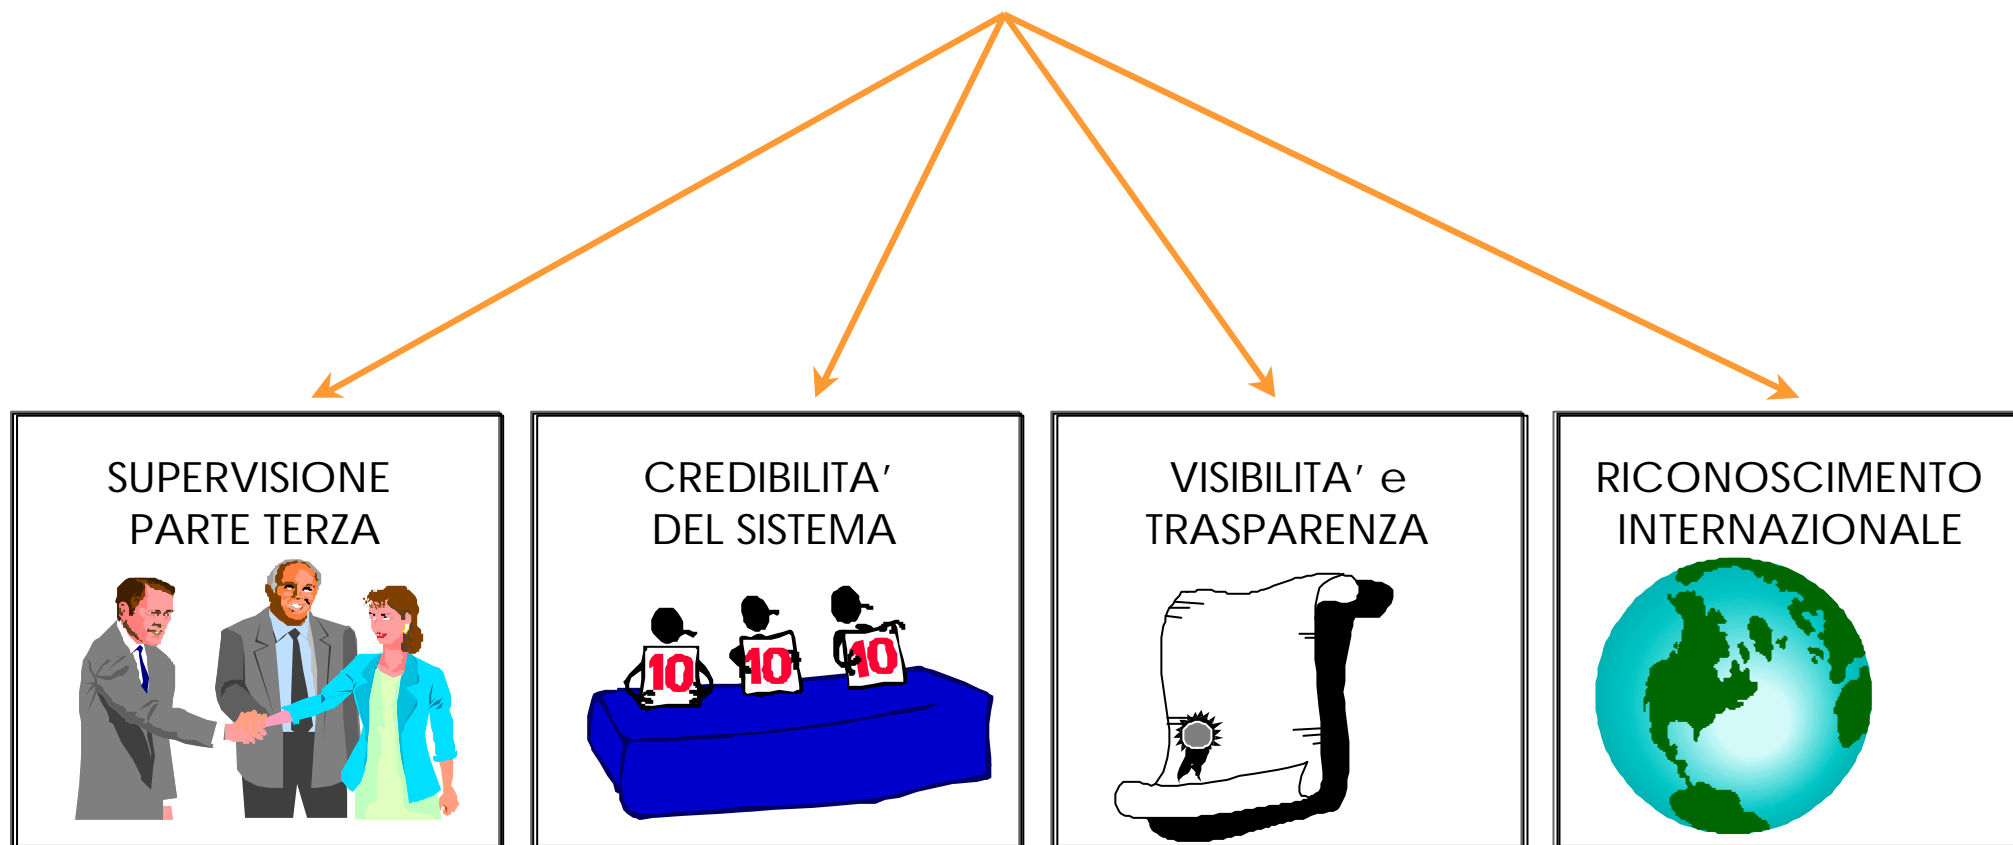 SUPERVISIONE
PARTE TERZA
CREDIBILITA'
DEL SISTEMA
10
10
10
VISIBILITA' e
TRASPARENZA
RICONOSCIMENTO
INTERNAZIONALE